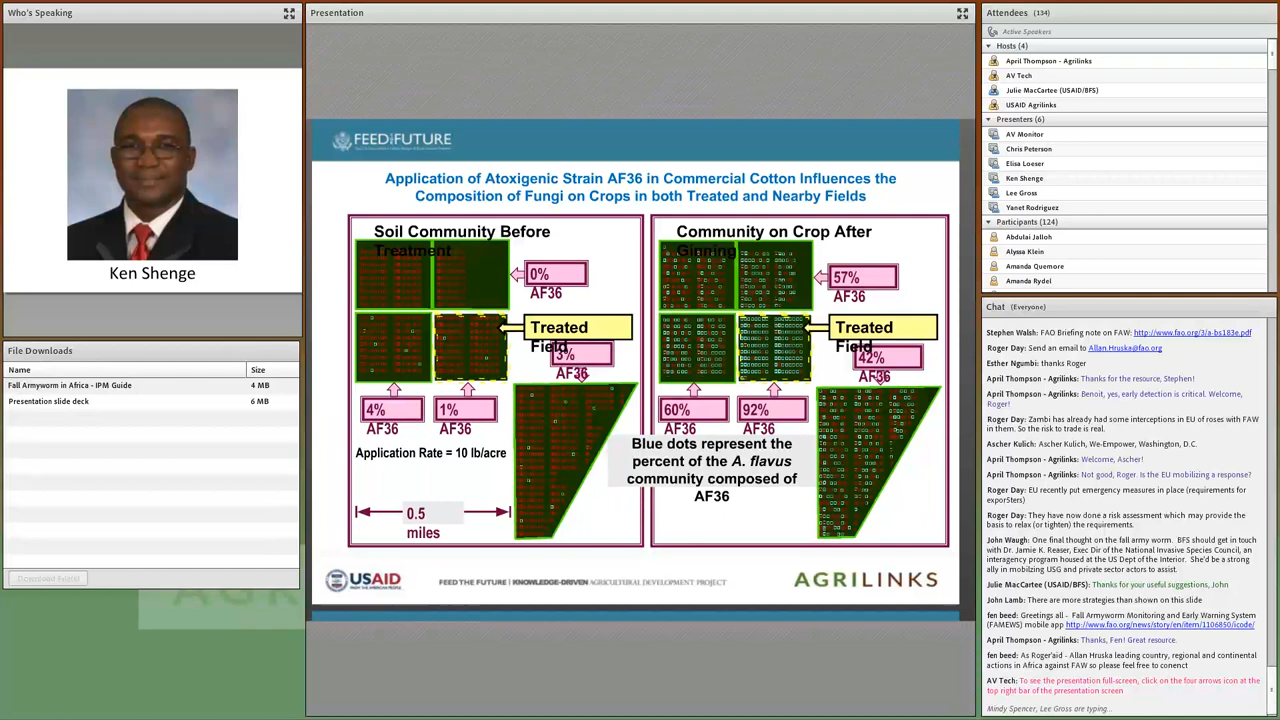 Who's Speaking
Ken Shenge
File Downloads
Name Size
Fall Armyworm in Africa - IPM Guide 4 MB
Presentation slide deck 6 MB
Download File(s)
AGRILINKS
Presentation
FEED THE FUTURE
Application of Atoxigenic Strain AF36 in Commercial Cotton Influences the
Composition of Fungi on Crops in both Treated and Nearby Fields
Soil Community Before
Treatment
0%
AF36
Treated
Field
3%
AF36
4%
AF36
1%
AF36
Application Rate = 10 lb/acre
0.5
miles
Community on Crop After
Ginning
57%
AF36
Treated
Field
42%
AF36
60%
AF36
92%
AF36
Blue dots represent the
percent of the A. flavus
community composed of
AF36
USAID
FROM THE AMERICAN PEOPLE
FEED THE FUTURE | KNOWLEDGE-DRIVEN AGRICULTURAL DEVELOPMENT PROJECT
AGRILINKS
Attendees (134)
Active Speakers
Hosts (4)
April Thompson - Agrilinks
AV Tech
Julie MacCartee (USAID/BFS)
USAID Agrilinks
Presenters (6)
AV Monitor
Chris Peterson
Elisa Loeser
Ken Shenge
Lee Gross
Yanet Rodriguez
Participants (124)
Abdulai Jalloh
Alyssa Klein
Amanda Quemore
Amanda Rydel
Chat (Everyone)
Stephen Walsh: FAO Briefing note on FAW: http://www.fao.org/3/a-bs183e.pdf
Roger Day: Send an email to Allan.Hruska@fao.org
Esther Ngumbi: thanks Roger
April Thompson - Agrilinks: Thanks for the resource, Stephen!
April Thompson - Agrilinks: Benoit, yes, early detection is critical. Welcome,
Roger!
Roger Day: Zambi has already had some interceptions in EU of roses with FAW
in them. So the risk to trade is real.
Ascher Kulich: Ascher Kulich, We-Empower, Washington, D.C.
April Thompson - Agrilinks: Welcome, Ascher!
April Thompson - Agrilinks: Not good, Roger. Is the EU mobilizing a response?
Roger Day: EU recently put emergency measures in place (requirements for
expor5ters)
Roger Day: They have now done a risk assessment which may provide the
basis to relax (or tighten) the requirements.
John Waugh: One final thought on the fall army worm. BFS should get in touch
with Dr. Jamie K. Reaser, Exec Dir of the National Invasive Species Council, an
interagency program housed at the US Dept of the Interior. She'd be a strong
ally in mobilizing USG and private sector actors to assist.
Julie MacCartee (USAID/BFS): Thanks for your useful suggestions, John
John Lamb: There are more strategies than shown on this slide
fen beed: Greetings all - Fall Armyworm Monitoring and Early Warning System
(FAMEWS) mobile app http://www.fao.org/news/story/en/item/1106850/icode/
April Thompson - Agrilinks: Thanks, Fen! Great resource.
fen beed: As Roger'aid - Allan Hruska leading country, regional and continental
actions in Africa against FAW so please feel free to conenct
AV Tech: To see the presentation full-screen, click on the four arrows icon at the
top right bar of the presentation screen
Mindy Spencer, Lee Gross are typing...